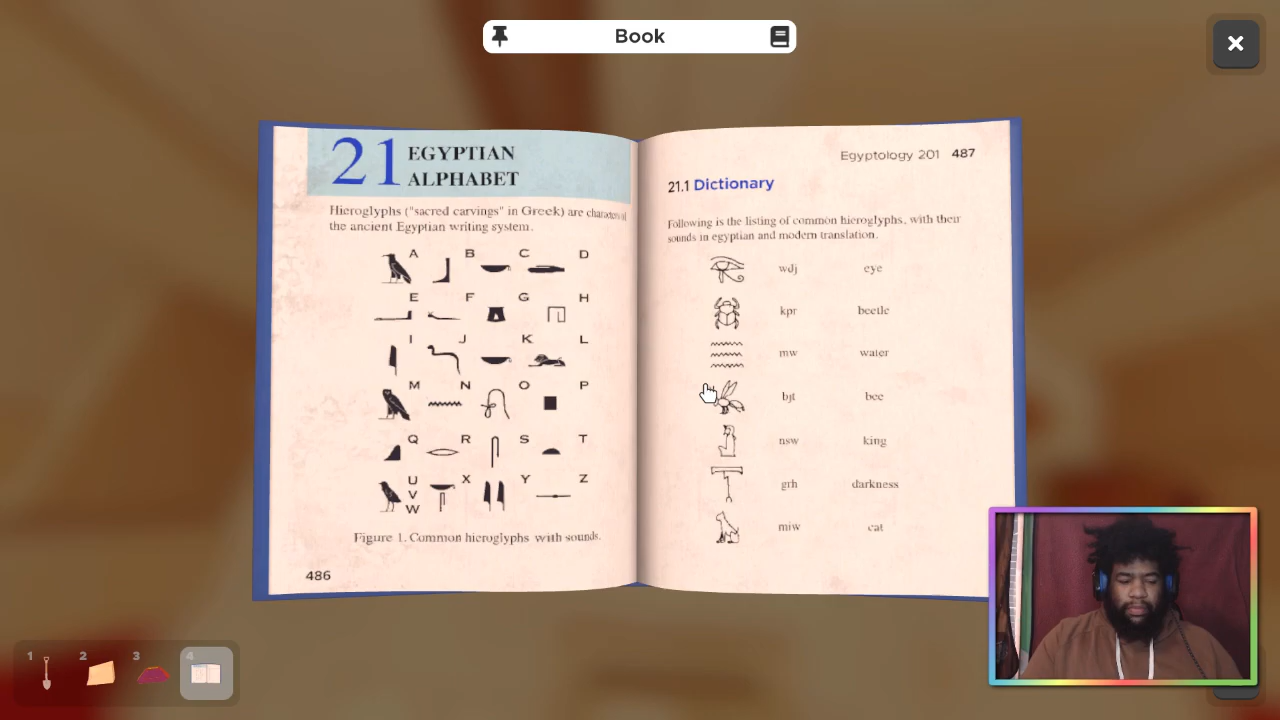 Book
21 EGYPTIAN
ALPHABET
Hieroglyphs ("sacred carvings" in Greek) are
the ancient Egyptian writing system.
A B C D
E F G H
I J K L
M N O P
Q R S T
U
V
W
X Y Z
Figure 1. Common hieroglyphs with sounds.
486
Egyptology 201 487
21.1 Dictionary
Following is the listing of common hieroglyphs, with their
sounds in egyptian and modern translation.
wdj eye
kpr beetle
mw water
bjt bee
nsw king
grh darkness
miw cat
1 2 3 4